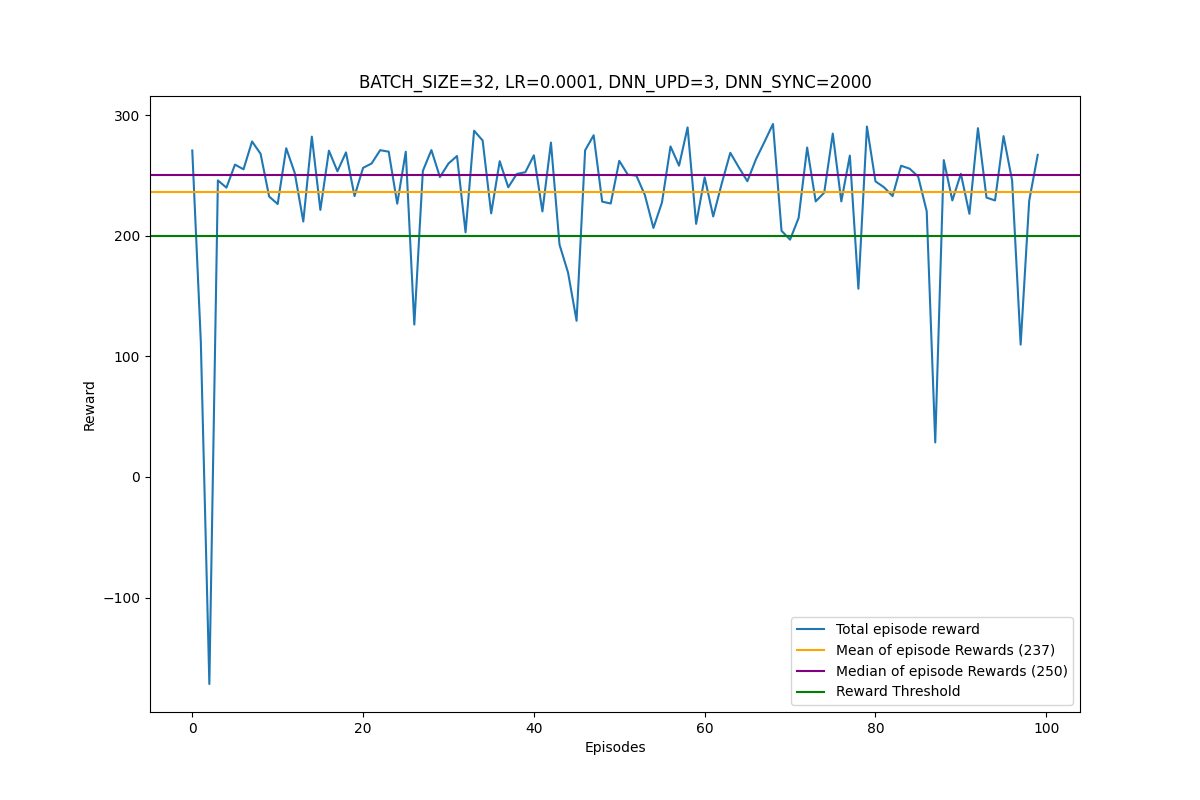 BATCH_SIZE=32, LR=0.0001, DNN_UPD=3, DNN_SYNC=2000
300
200
100
0
−100
Reward
0 20 40 60 80 100
Episodes
Total episode reward
Mean of episode Rewards (237)
Median of episode Rewards (250)
Reward Threshold